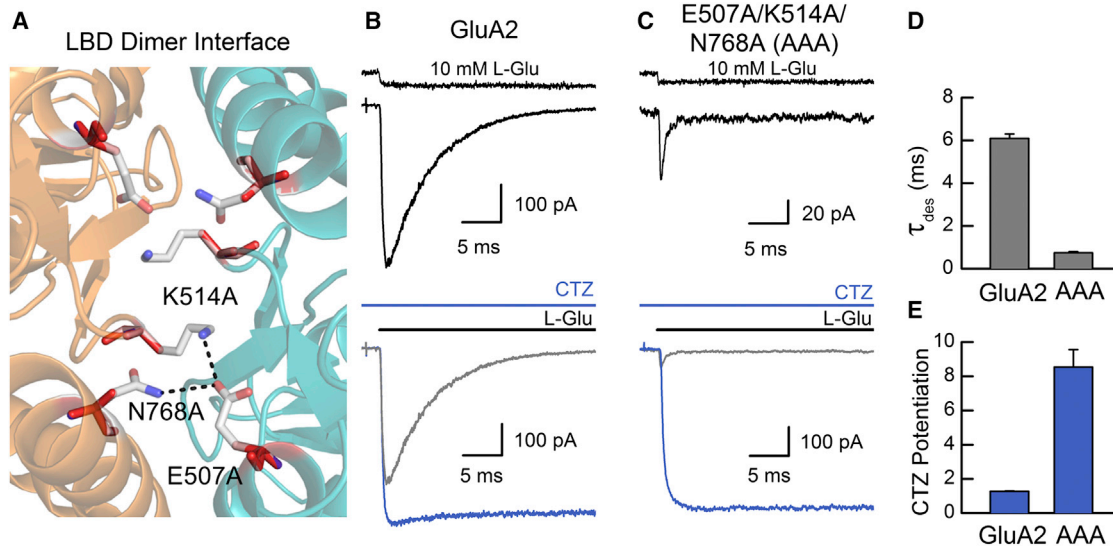 A
LBD Dimer Interface
K514A
N768A
E507A
B
GluA2
10 mM L-Glu
100 pA
5 ms
CTZ
L-Glu
100 pA
5 ms
C
E507A/K514A/
N768A (AAA)
10 mM L-Glu
20 pA
5 ms
CTZ
L-Glu
100 pA
5 ms
D
τdes (ms)
8
6
4
2
0
GluA2 AAA
E
CTZ Potentiation
10
8
6
4
2
0
GluA2 AAA